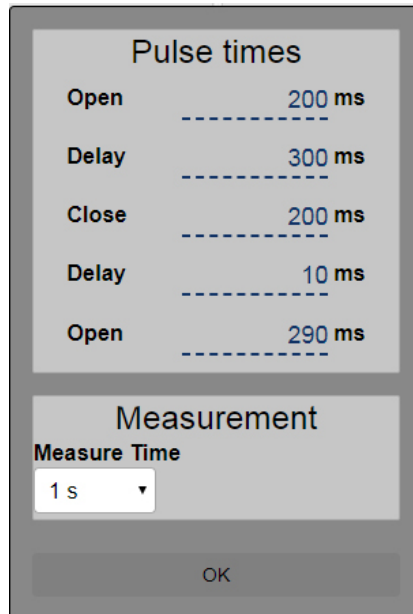 Pulse times
Open 200 ms
Delay 300 ms
Close 200 ms
Delay 10 ms
Open 290 ms
Measurement
Measure Time
1 s
OK